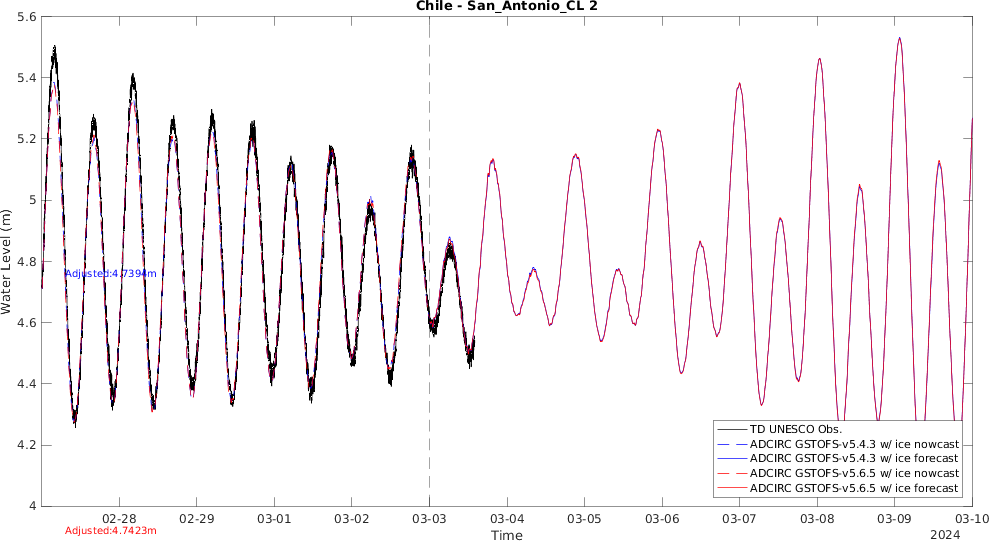 Chile - San_Antonio_CL 2
5.6
5.4
5.2
5
4.8
4.6
4.4
4.2
4
Water Level (m)
Adjusted:4.7394m
TD UNESCO Obs.
ADCIRC GSTOFS-v5.4.3 w/ ice nowcast
ADCIRC GSTOFS-v5.4.3 w/ ice forecast
ADCIRC GSTOFS-v5.6.5 w/ ice nowcast
ADCIRC GSTOFS-v5.6.5 w/ ice forecast
02-28 02-29 03-01 03-02 03-03 03-04 03-05 03-06 03-07 03-08 03-09 03-10
Adjusted:4.7423m
Time
2024